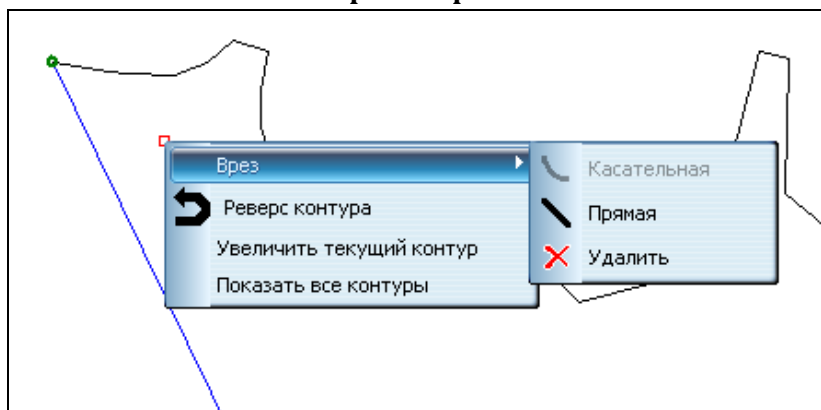 Врез
Реверс контура
Увеличить текущий контур
Показать все контуры
Касательная
Прямая
Удалить